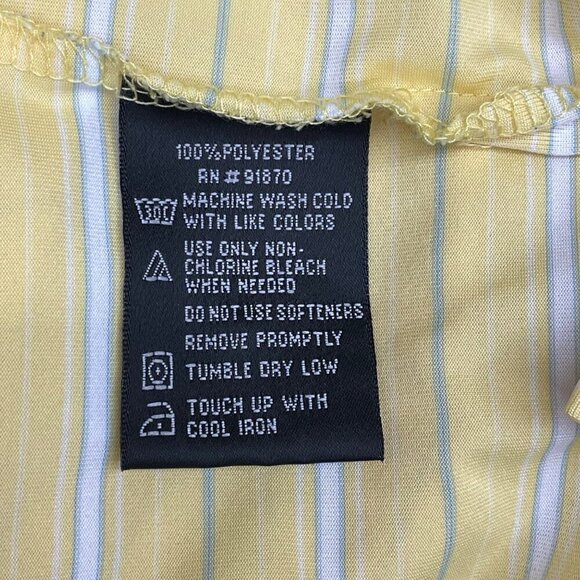 100%POLYESTER
RN #91870
MACHINE WASH COLD
WITH LIKE COLORS
USE ONLY NON-
CHLORINE BLEACH
WHEN NEEDED
DO NOT USE SOFTENERS
REMOVE PROMPTLY
TUMBLE DRY LOW
TOUCH UP WITH
COOL IRON